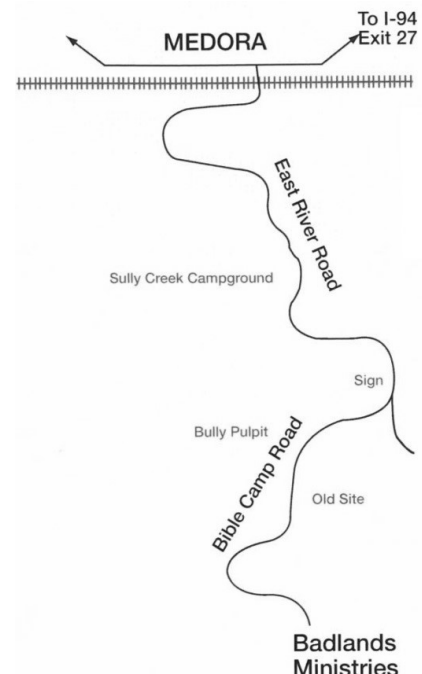 To I-94
Exit 27
MEDORA
East River Road
Sully Creek Campground
Sign
Bully Pulpit
Bible Camp Road
Old Site
Badlands
Ministries